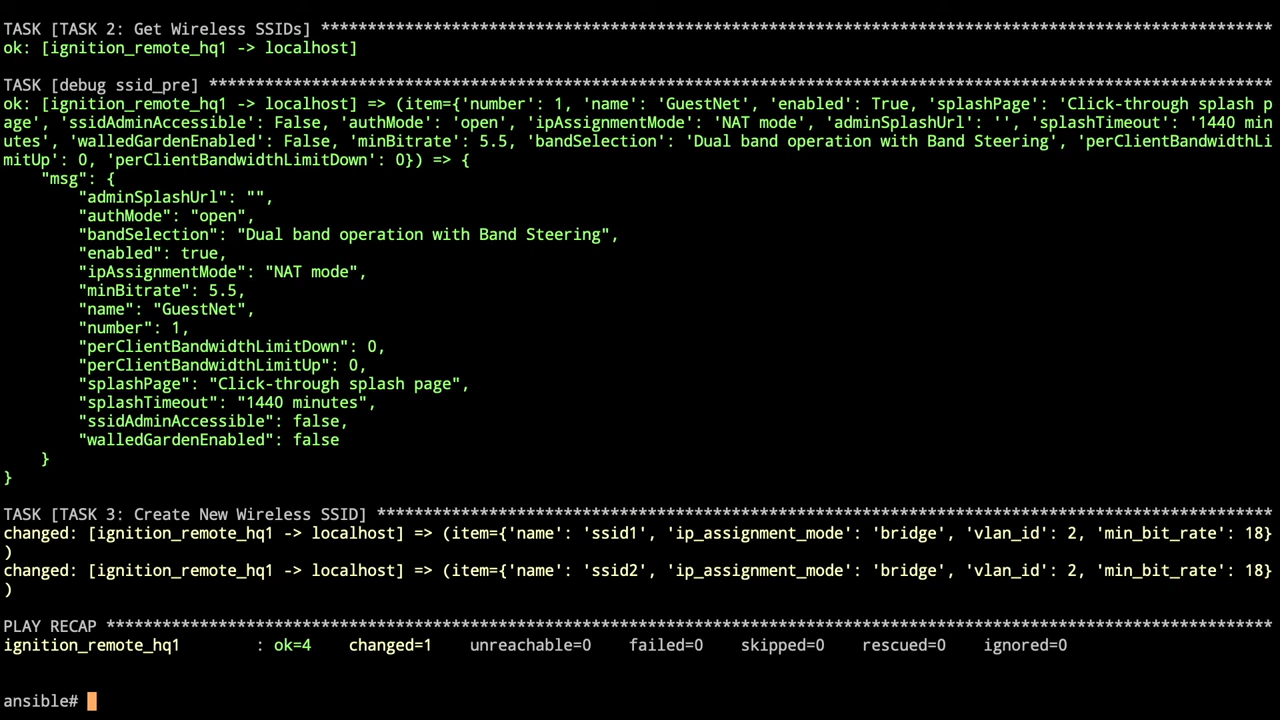 TASK [TASK 2: Get Wireless SSIDs] *****************************************************************************************************
ok: [ignition_remote_hq1 -> localhost]
TASK [debug ssid_pre] *****************************************************************************************************************
ok: [ignition_remote_hq1 -> localhost] => (item={'number': 1, 'name': 'GuestNet', 'enabled': True, 'splashPage': 'Click-through splash p
age', 'ssidAdminAccessible': False, 'authMode': 'open', 'ipAssignmentMode': 'NAT mode', 'adminSplashUrl': '', 'splashTimeout': '1440 min
utes', 'walledGardenEnabled': False, 'minBitrate': 5.5, 'bandSelection': 'Dual band operation with Band Steering', 'perClientBandwidthLi
mitUp': 0, 'perClientBandwidthLimitDown': 0}) => {
    "msg": {
        "adminSplashUrl": "",
        "authMode": "open",
        "bandSelection": "Dual band operation with Band Steering",
        "enabled": true,
        "ipAssignmentMode": "NAT mode",
        "minBitrate": 5.5,
        "name": "GuestNet",
        "number": 1,
        "perClientBandwidthLimitDown": 0,
        "perClientBandwidthLimitUp": 0,
        "splashPage": "Click-through splash page",
        "splashTimeout": "1440 minutes",
        "ssidAdminAccessible": false,
        "walledGardenEnabled": false
    }
}
TASK [TASK 3: Create New Wireless SSID] ***********************************************************************************************
changed: [ignition_remote_hq1 -> localhost] => (item={'name': 'ssid1', 'ip_assignment_mode': 'bridge', 'vlan_id': 2, 'min_bit_rate': 18}
)
changed: [ignition_remote_hq1 -> localhost] => (item={'name': 'ssid2', 'ip_assignment_mode': 'bridge', 'vlan_id': 2, 'min_bit_rate': 18}
)
PLAY RECAP ****************************************************************************************************************************
ignition_remote_hq1        : ok=4    changed=1    unreachable=0    failed=0    skipped=0    rescued=0    ignored=0
ansible#